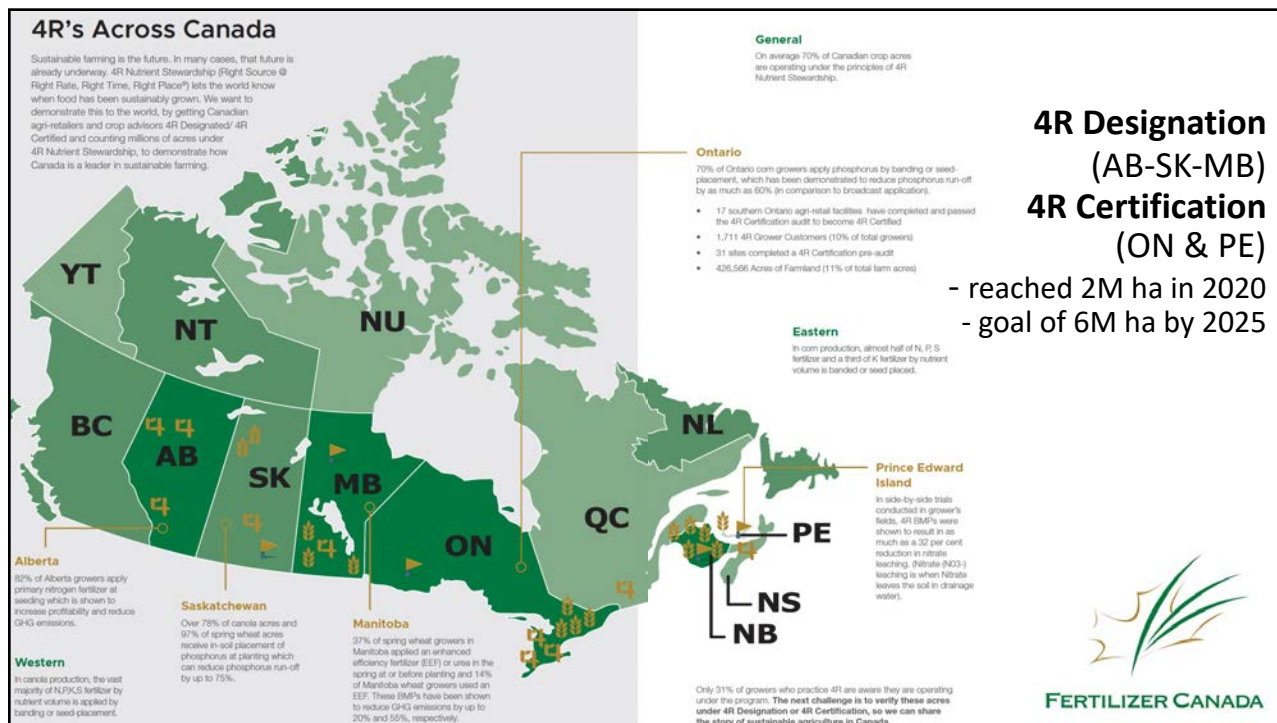 4R's Across Canada
Sustainable farming is the future. In many cases, that future is
already underway. 4R Nutrient Stewardship (Right Source @
Right Rate, Right Time, Right Place®) lets the world know
when food has been sustainably grown. We want to
demonstrate this to the world, by getting Canadian
agri-retailers and crop advisors 4R Designated/ 4R
Certified and counting millions of acres under
4R Nutrient Stewardship, to demonstrate how
Canada is a leader in sustainable farming.
General
On average 70% of Canadian crop acres
are operating under the principles of 4R
Nutrient Stewardship.
4R Designation
(AB-SK-MB)
4R Certification
(ON & PE)
- reached 2M ha in 2020
- goal of 6M ha by 2025
Ontario
70% of Ontario corn growers apply phosphorus by banding or seed-
placement, which has been demonstrated to reduce phosphorus run-off
by as much as 60% (in comparison to broadcast application).
• 17 southern Ontario agri-retail facilities have completed and passed
the 4R Certification audit to become 4R Certified
• 1,711 4R Grower Customers (10% of total growers)
• 31 sites completed a 4R Certification pre-audit
• 426,566 Acres of Farmland (11% of total farm acres)
Eastern
In corn production, almost half of N, P, S
fertilizer and a third of K fertilizer by nutrient
volume is banded or seed placed.
YT
NT
NU
BC
AB
SK
MB
ON
QC
NL
PE
NS
NB
Prince Edward
Island
In side-by-side trials
conducted in grower's
fields, 4R BMPs were
shown to result in as
much as a 32 per cent
reduction in nitrate
leaching. (Nitrate (N03-)
leaching is when Nitrate
leaves the soil in drainage
water).
Alberta
82% of Alberta growers apply
primary nitrogen fertilizer at
seeding which is shown to
increase profitability and reduce
GHG emissions.
Western
In canola production, the vast
majority of N,P,K,S fertilizer by
nutrient volume is applied by
banding or seed-placement.
Saskatchewan
Over 78% of canola acres and
97% of spring wheat acres
receive in-soil placement of
phosphorus at planting which
can reduce phosphorus run-off
by up to 75%.
Manitoba
37% of spring wheat growers in
Manitoba applied an enhanced
efficiency fertilizer (EEF) or urea in the
spring at or before planting and 14%
of Manitoba wheat growers used an
EEF. These BMPs have been shown
to reduce GHG emissions by up to
20% and 55%, respectively.
Only 31% of growers who practice 4R are aware they are operating
under the program. The next challenge is to verify these acres
under 4R Designation or 4R Certification, so we can share
the story of sustainable agriculture in Canada.
FERTILIZER CANADA